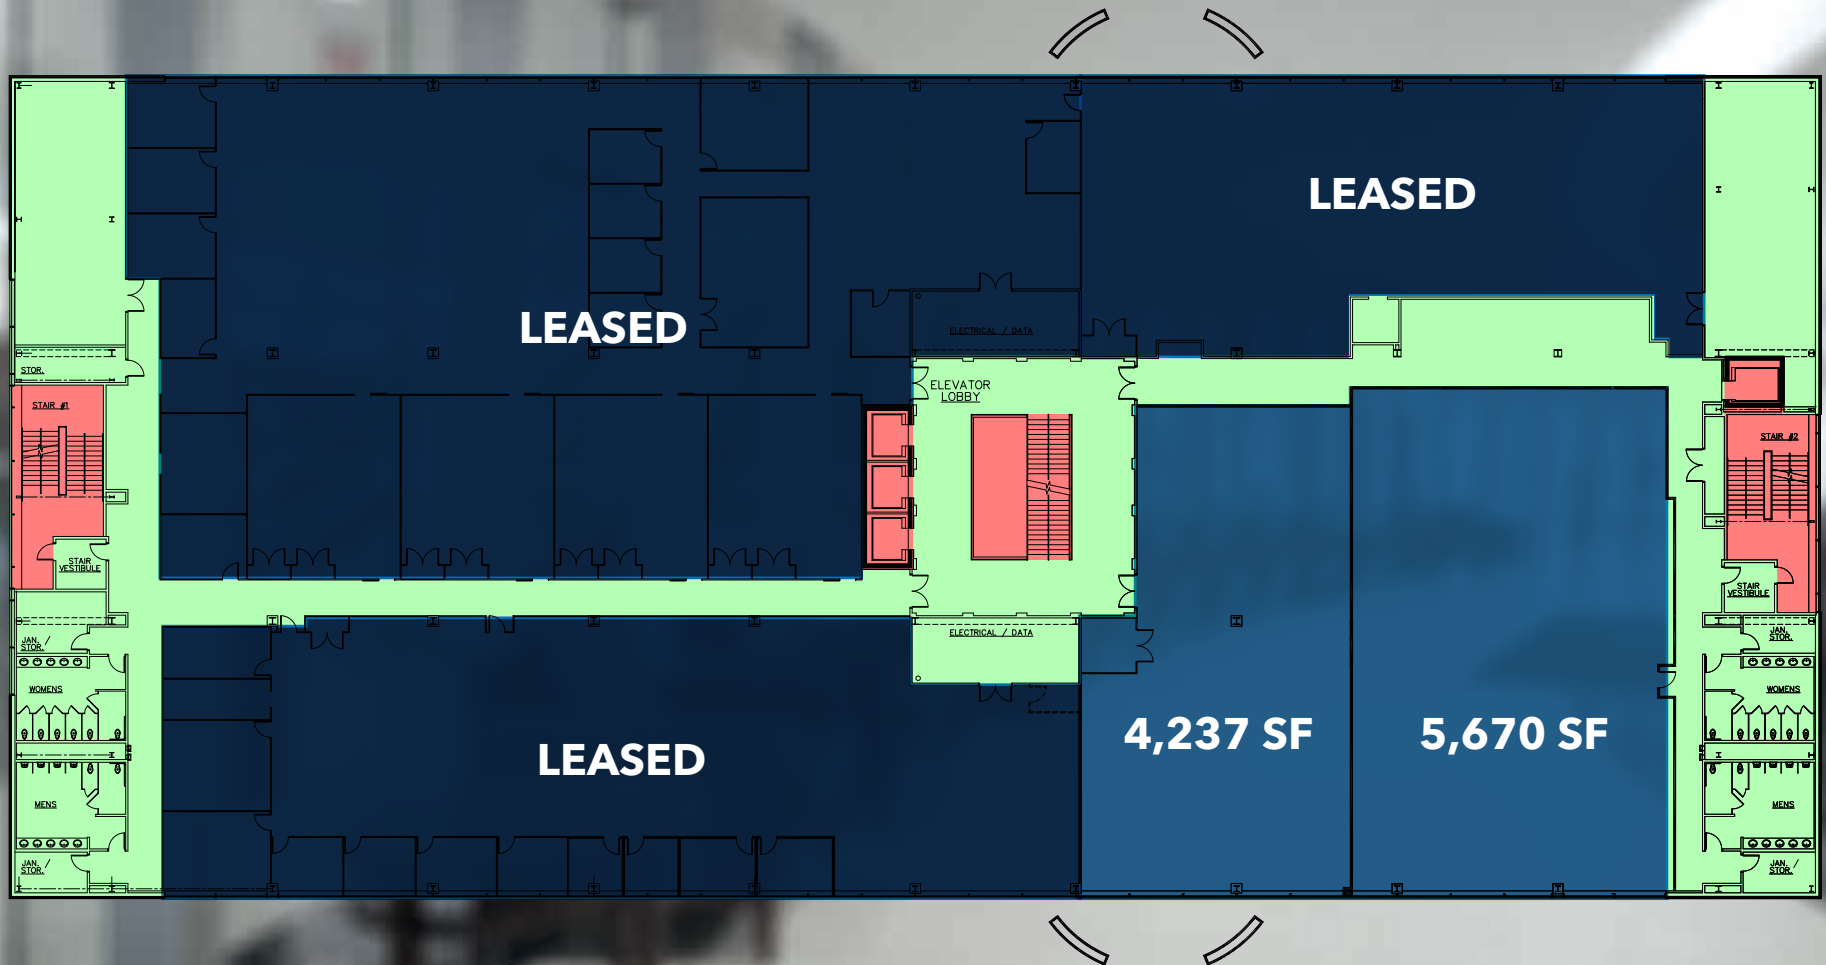 LEASED
LEASED
ELECTRICAL / DATA
STOR.
ELEVATOR
LOBBY
STAIR #1
STAIR #2
STAIR
VESTIBULE
STAIR
VESTIBULE
JAN. /
STOR.
ELECTRICAL / DATA
JAN.
STOR.
WOMENS
WOMENS
4,237 SF
5,670 SF
LEASED
MENS
MENS
JAN. /
STOR.
JAN. /
STOR.